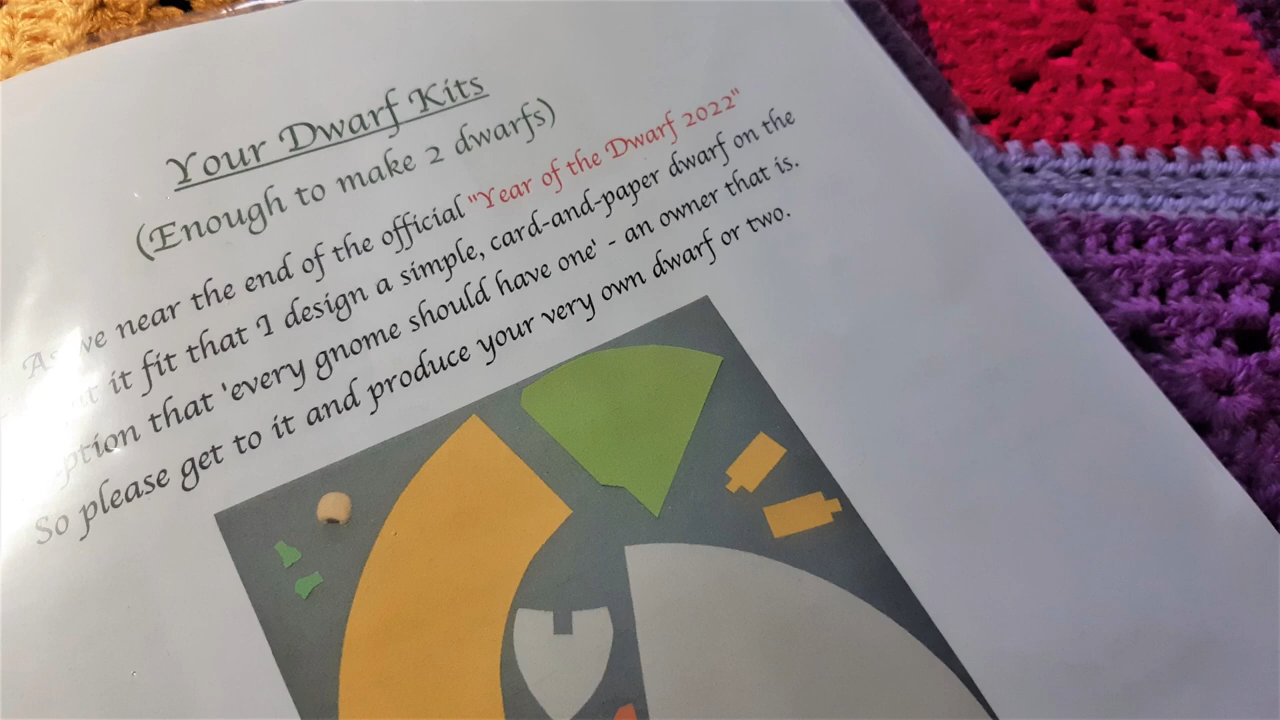 Your Dwarf Kits
(Enough to make 2 dwarfs)
As we near the end of the official "Year of the Dwarf 2022"
it fit that I design a simple, card-and-paper dwarf on the
that 'every gnome should have one' - an owner that is.
So please get to it and produce your very own dwarf or two.